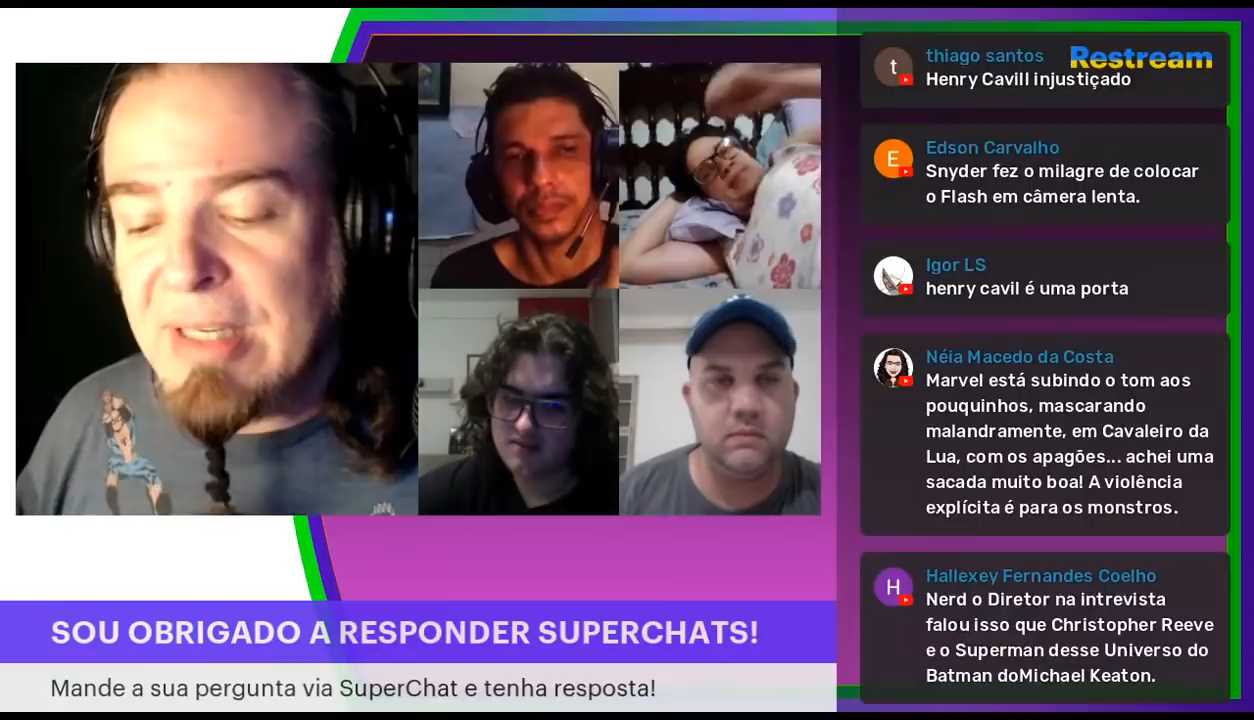 thiago santos
Restream
Henry Cavill injustiçado
Edson Carvalho
Snyder fez o milagre de colocar
o Flash em câmera lenta.
Igor LS
henry cavil é uma porta
Néia Macedo da Costa
Marvel está subindo o tom aos
pouquinhos, mascarando
malandramente, em Cavaleiro da
Lua, com os apagões... achei uma
sacada muito boa! A violência
explícita é para os monstros.
Hallexey Fernandes Coelho
Nerd o Diretor na intrevista
falou isso que Christopher Reeve
e o Superman desse Universo do
Batman doMichael Keaton.
SOU OBRIGADO A RESPONDER SUPERCHATS!
Mande a sua pergunta via SuperChat e tenha resposta!
t
E
H